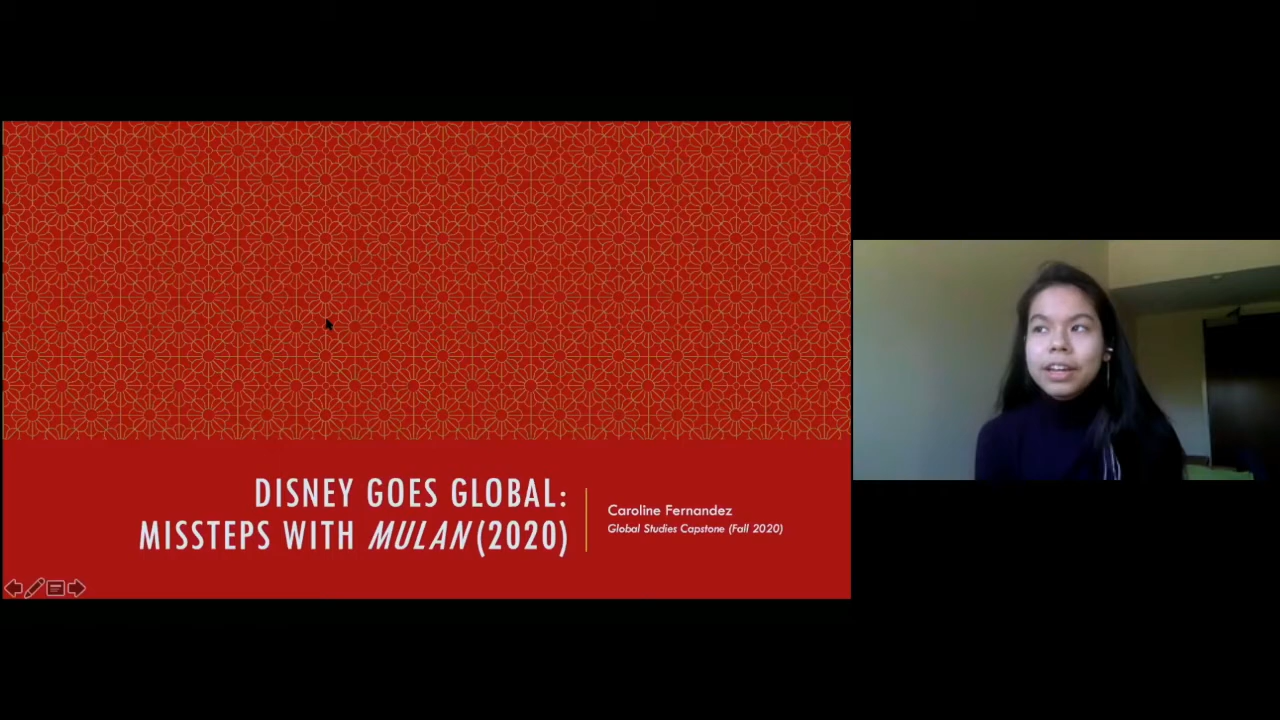 DISNEY GOES GLOBAL:
MISSTEPS WITH MULAN (2020)
Caroline Fernandez
Global Studies Capstone (Fall 2020)